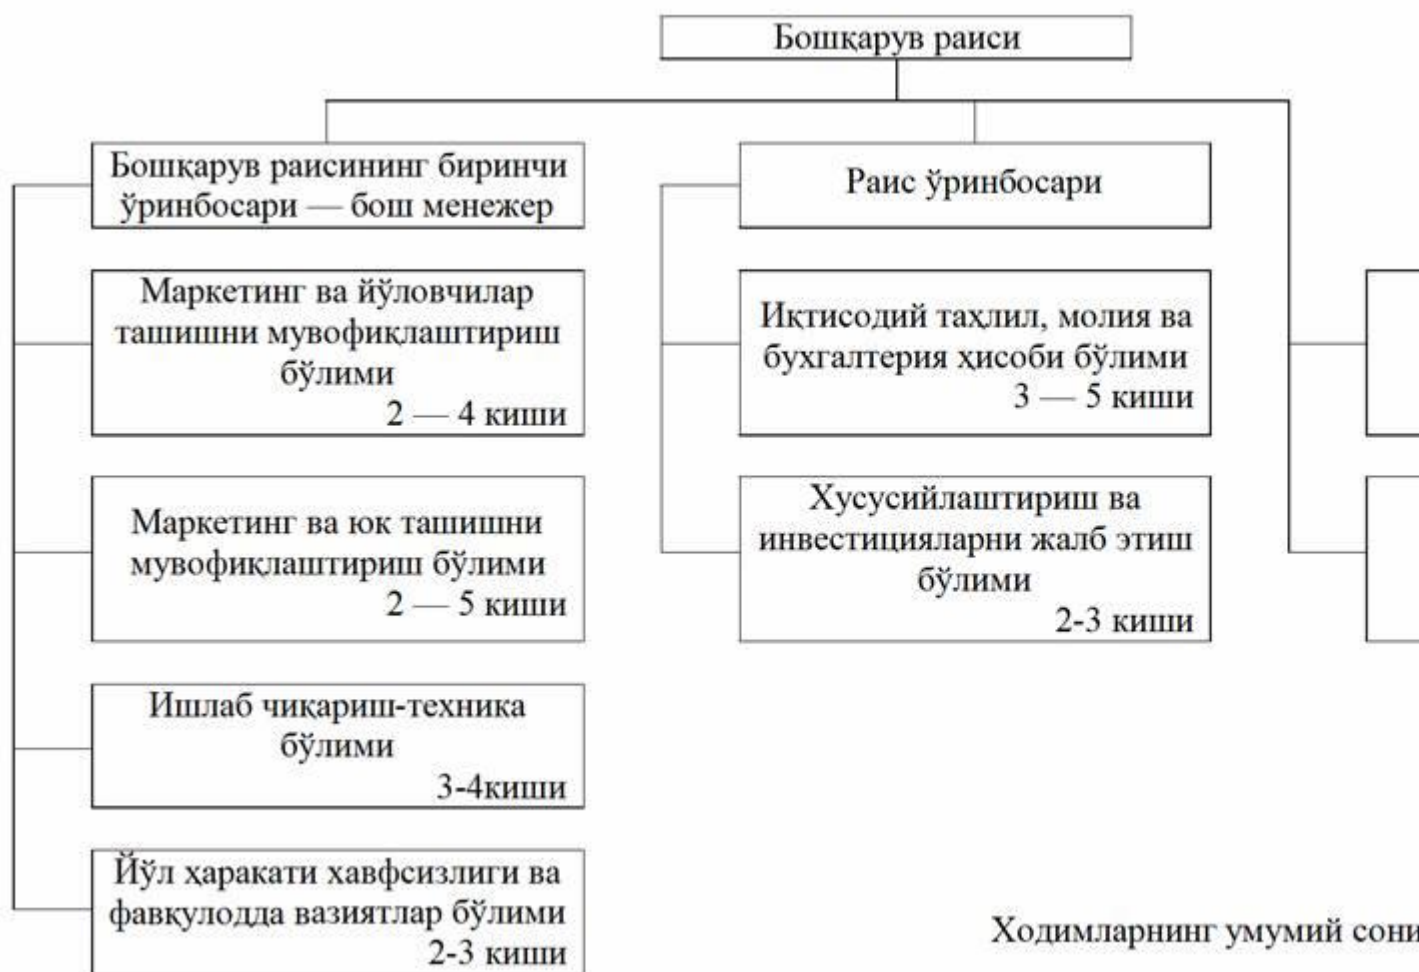 Бошқарув раиси
Бошқарув раисининг биринчи
ўринбосари — бош менежер
Маркетинг ва йўловчилар
ташишни мувофиқлаштириш
бўлими
2 — 4 киши
Маркетинг ва юк ташишни
мувофиқлаштириш бўлими
2 — 5 киши
Ишлаб чиқариш-техника
бўлими
3-4киши
Йўл ҳаракати хавфсизлиги ва
фавқулодда вазиятлар бўлими
2-3 киши
Раис ўринбосари
Иқтисодий таҳлил, молия ва
бухгалтерия ҳисоби бўлими
3 — 5 киши
Хусусийлаштириш ва
инвестицияларни жалб этиш
бўлими
2-3 киши
Ходимларнинг умумий сони